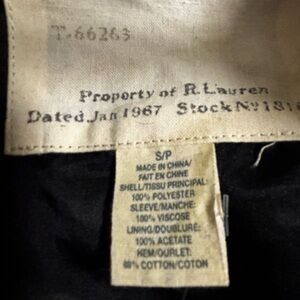 T-66263
Property of R.Lauren
Dated Jan 1967 Stock Nº 181
S/P
MADE IN CHINA/
FAIT EN CHINE
SHELL/TISSU PRINCIPAL:
100% POLYESTER
SLEEVE/MANCHE:
100% VISCOSE
LINING/DOUBLURE:
100% ACETATE
HEM/OURLET:
COTTON/COTON